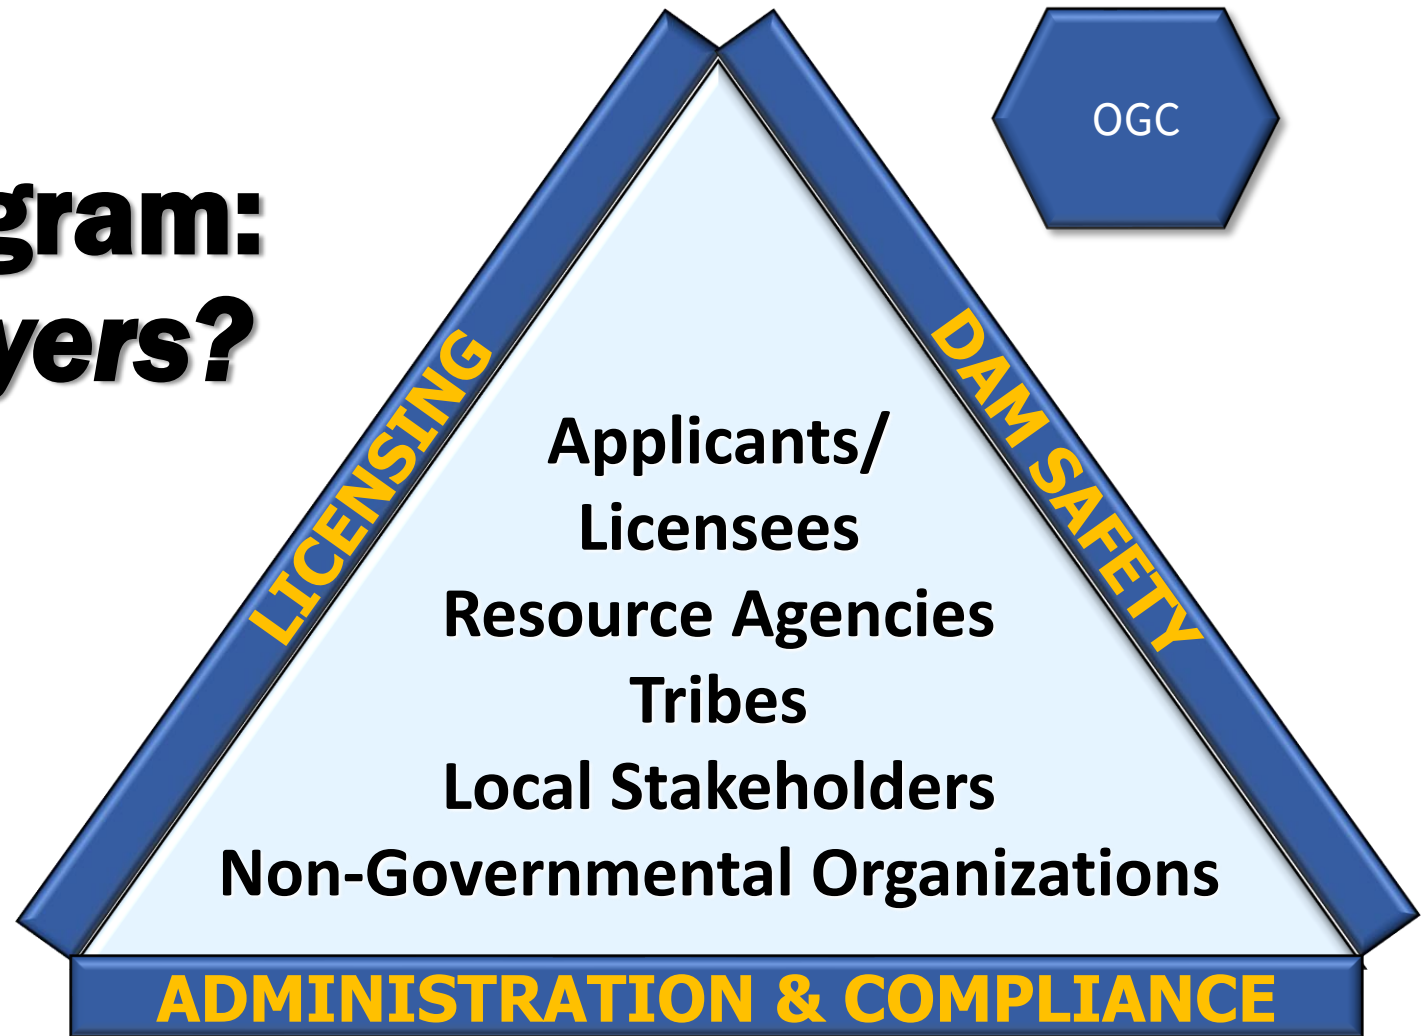 gram:
yers?
OGC
LICENSING
DAM SAFETY
Applicants/
Licensees
Resource Agencies
Tribes
Local Stakeholders
Non-Governmental Organizations
ADMINISTRATION & COMPLIANCE